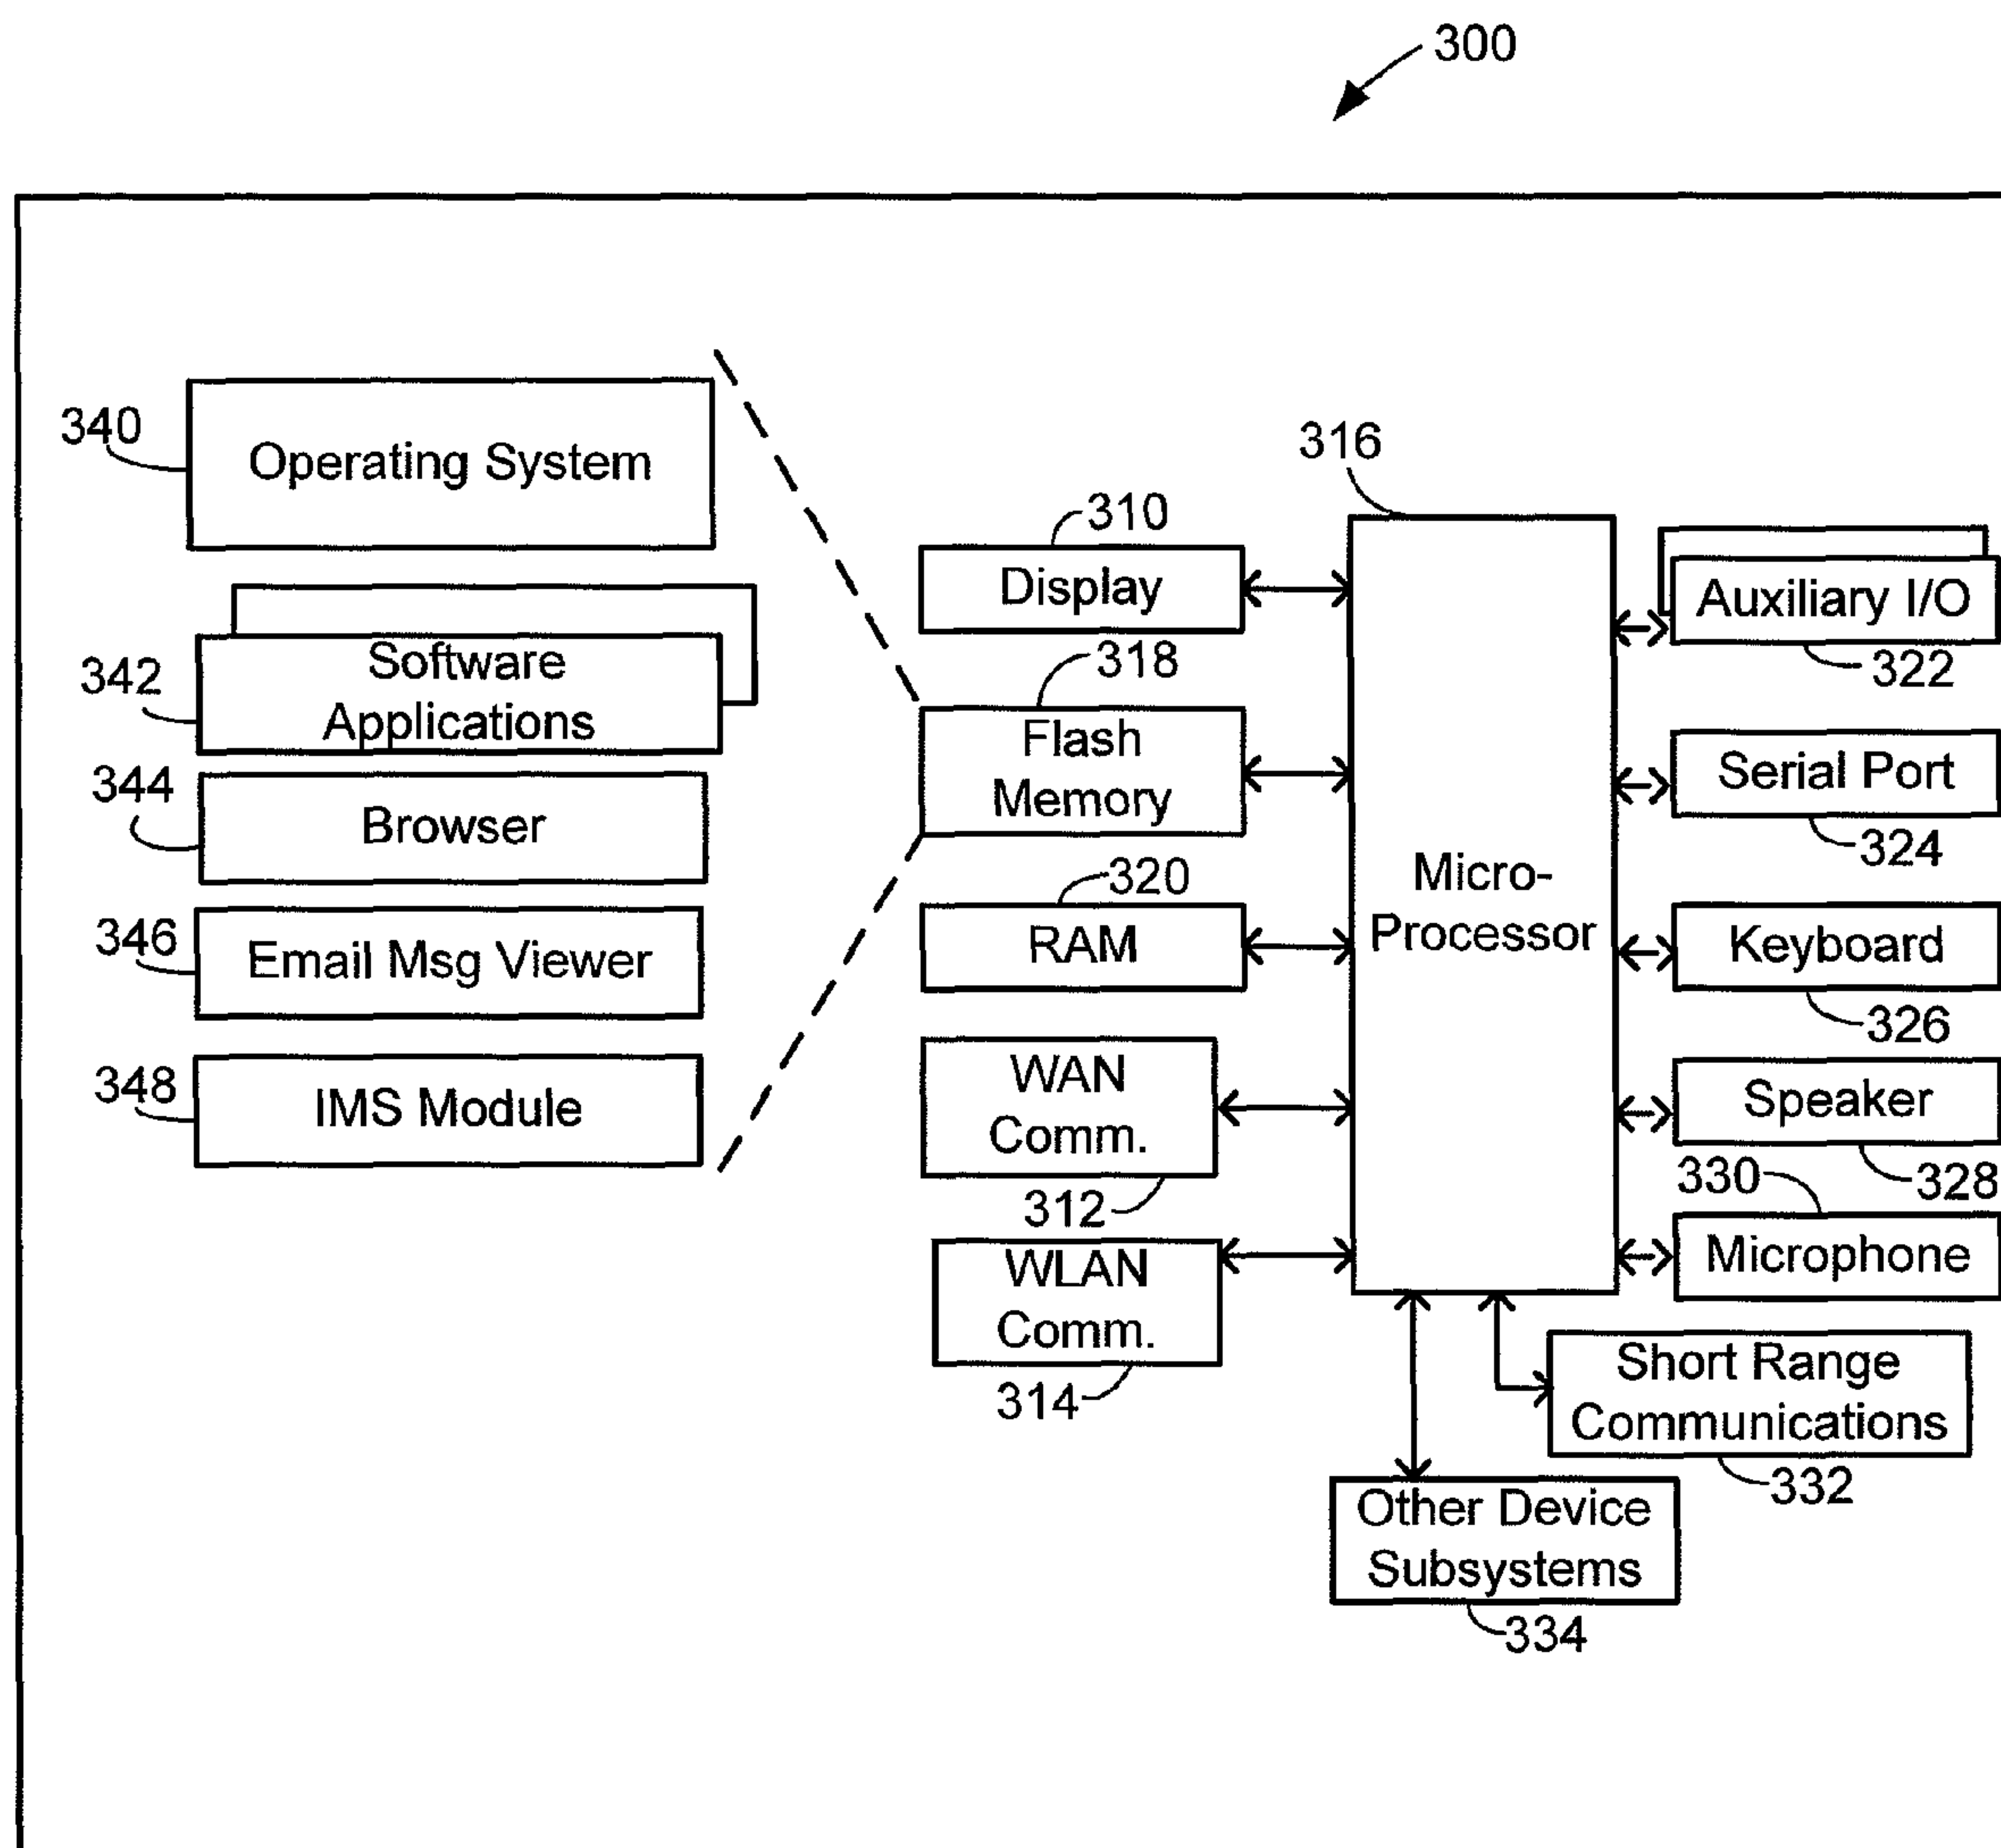 300
340
Operating System
342
Software
Applications
344
Browser
346
Email Msg Viewer
348
IMS Module
310
Display
318
Flash
Memory
320
RAM
WAN
Comm.
312
WLAN
Comm.
314
316
Micro-
Processor
Auxiliary I/O
322
Serial Port
324
Keyboard
326
Speaker
328
330
Microphone
Short Range
Communications
332
Other Device
Subsystems
334